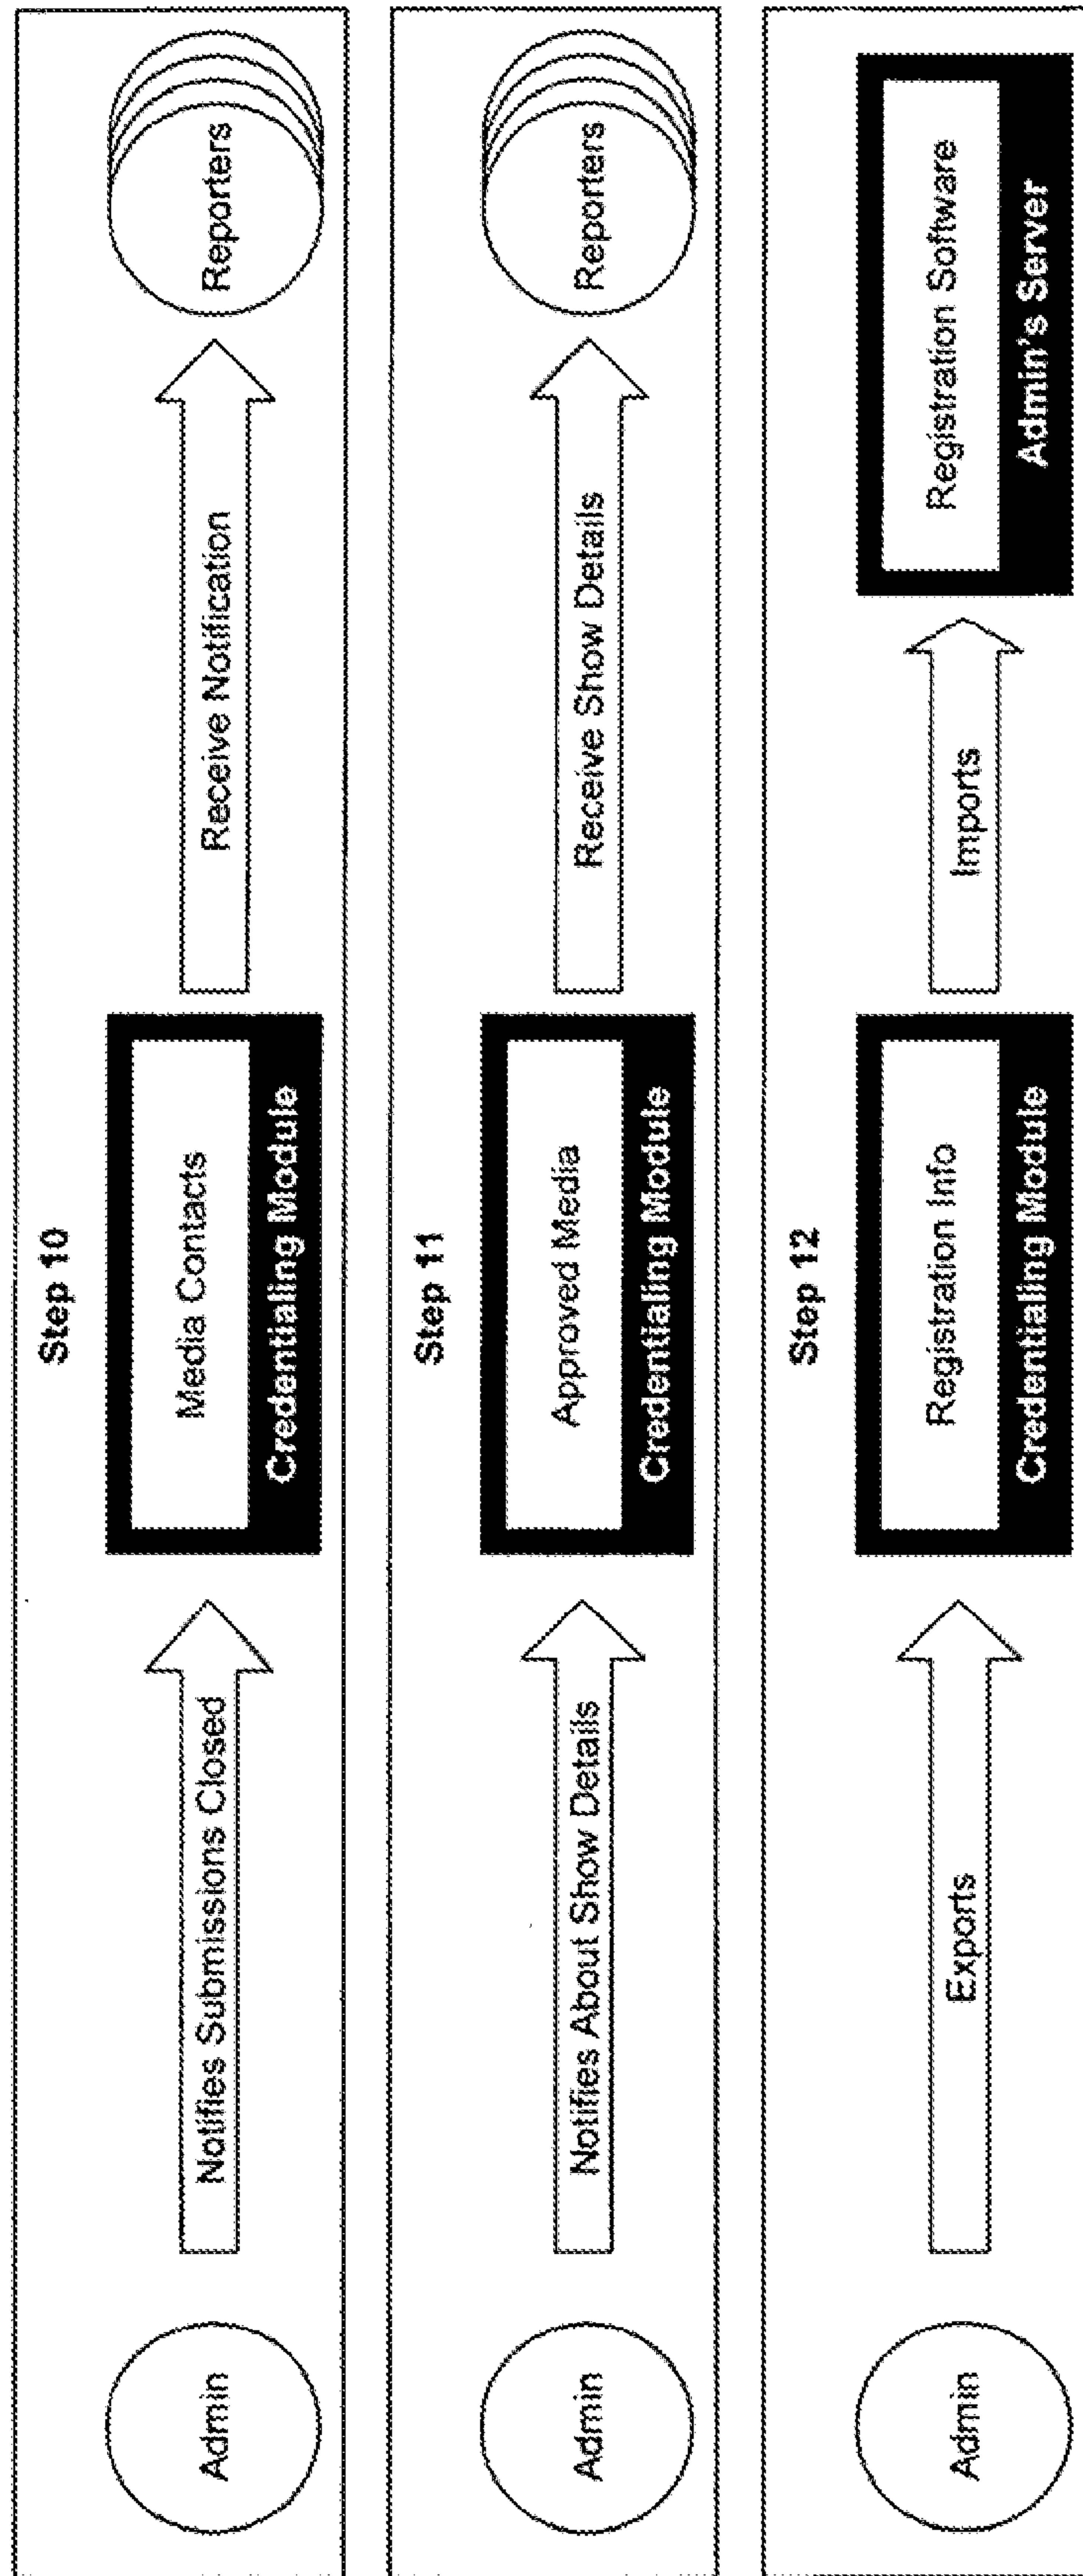 Step 10
Admin
Notifies Submissions Closed
Media Contacts
Credentialing Module
Receive Notification
Reporters
Step 11
Admin
Notifies About Show Details
Approved Media
Credentialing Module
Receive Show Details
Reporters
Step 12
Admin
Exports
Registration Info
Credentialing Module
Imports
Registration Software
Admin's Server